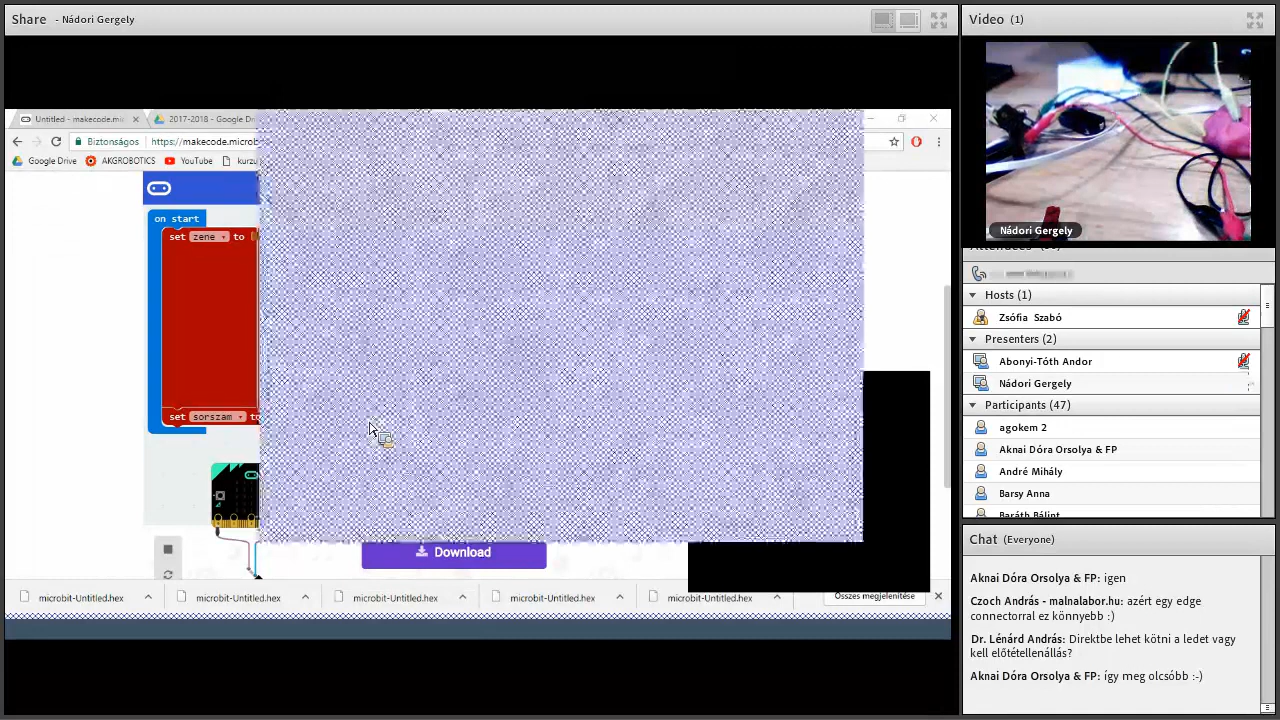 Share - Nádori Gergely
Video (1)
Untitled - makecode.mi
2017-2018 - Google D
Biztonságos
https://makecode.microb
Google Drive
AKGROBOTICS
YouTube
kurzu
on start
set zene to
set sorszam to
Download
microbit-Untitled.hex
microbit-Untitled.hex
microbit-Untitled.hex
microbit-Untitled.hex
microbit-Untitled.hex
Összes megjelenítése
Nádori Gergely
Hosts (1)
Zsófia Szabó
Presenters (2)
Abonyi-Tóth Andor
Nádori Gergely
Participants (47)
agokem 2
Aknai Dóra Orsolya & FP
André Mihály
Barsy Anna
Baráth Bálint
Chat (Everyone)
Aknai Dóra Orsolya & FP: igen
Czoch András - malnalabor.hu: azért egy edge
connectorral ez könnyebb :)
Dr. Lénárd András: Direktbe lehet kötni a ledet vagy
kell előtétellenállás?
Aknai Dóra Orsolya & FP: így meg olcsóbb :-)